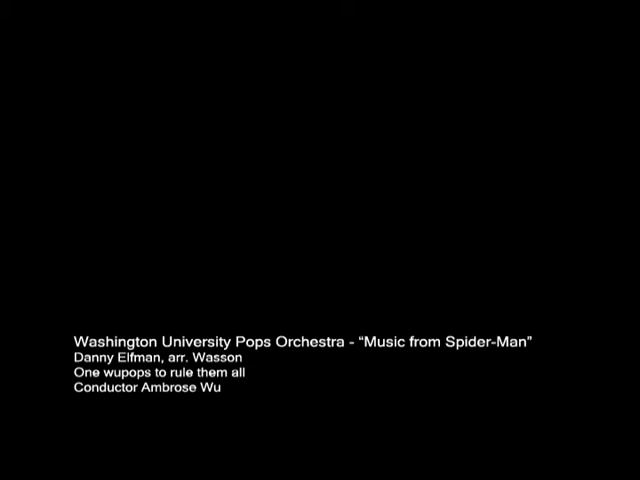 Washington University Pops Orchestra - “Music from Spider-Man”
Danny Elfman, arr. Wasson
One wupops to rule them all
Conductor Ambrose Wu